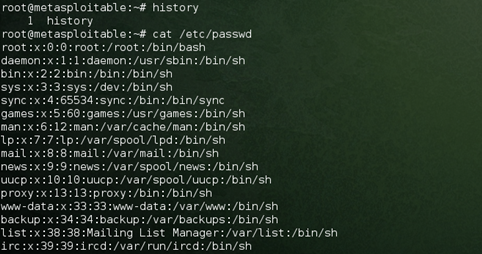 root@metasploitable:~# history
1 history
root@metasploitable:~# cat /etc/passwd
root:x:0:0:root:/root:/bin/bash
daemon:x:1:1:daemon:/usr/sbin:/bin/sh
bin:x:2:2:bin:/bin:/bin/sh
sys:x:3:3:sys:/dev:/bin/sh
sync:x:4:65534:sync:/bin:/bin/sync
games:x:5:60:games:/usr/games:/bin/sh
man:x:6:12:man:/var/cache/man:/bin/sh
lp:x:7:7:lp:/var/spool/lpd:/bin/sh
mail:x:8:8:mail:/var/mail:/bin/sh
news:x:9:9:news:/var/spool/news:/bin/sh
uucp:x:10:10:uucp:/var/spool/uucp:/bin/sh
proxy:x:13:13:proxy:/bin:/bin/sh
www-data:x:33:33:www-data:/var/www:/bin/sh
backup:x:34:34:backup:/var/backups:/bin/sh
list:x:38:38:Mailing List Manager:/var/list:/bin/sh
irc:x:39:39:ircd:/var/run/ircd:/bin/sh